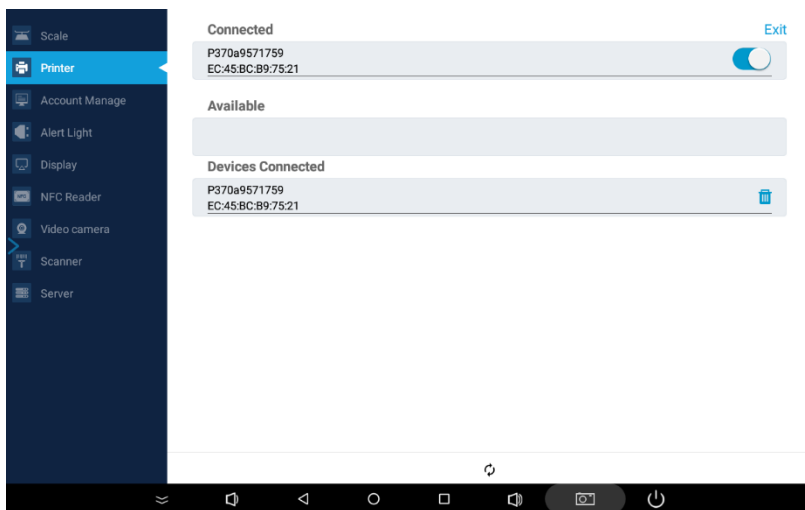 Scale
Printer
Account Manage
Alert Light
Display
NFC Reader
Video camera
Scanner
Server
Connected
Exit
P370a9571759
EC:45:BC:B9:75:21
Available
Devices Connected
P370a9571759
EC:45:BC:B9:75:21